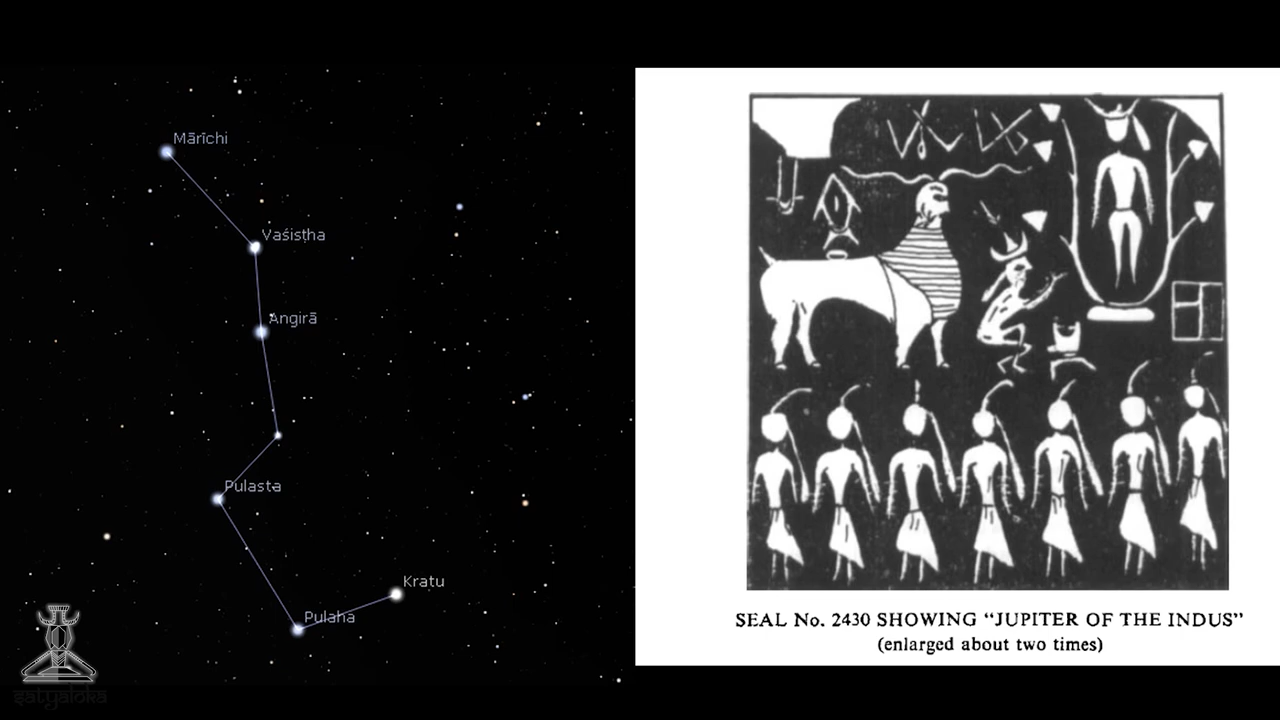 Mārīchi
Vaśiṣṭha
Angirā
Pulasta
Kratu
Pulaha
satyaloka
SEAL No. 2430 SHOWING “JUPITER OF THE INDUS”
(enlarged about two times)